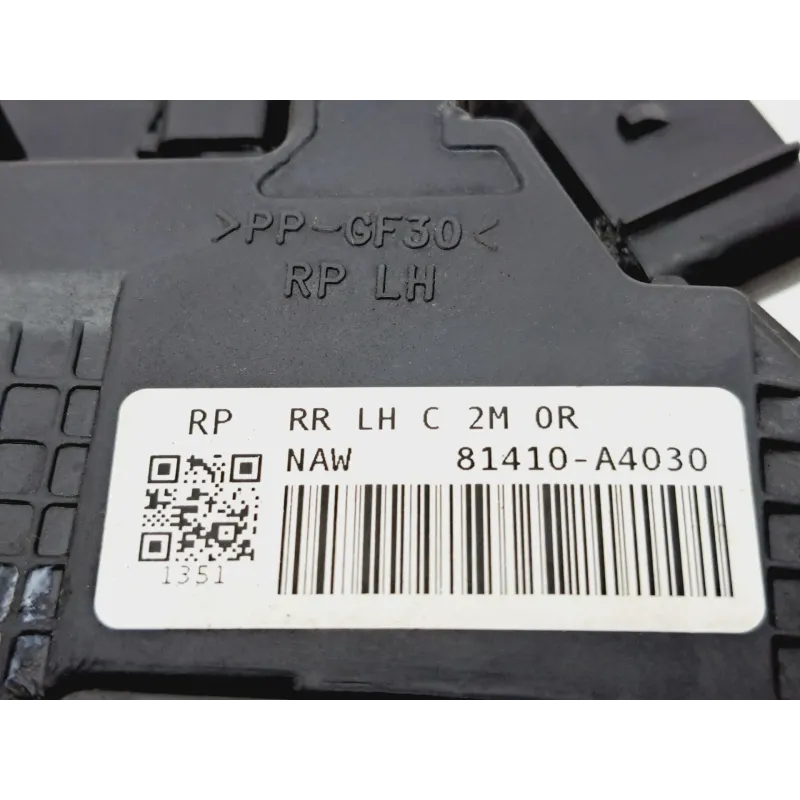 >PP-GF30<
RP LH
RP RR LH C 2M 0R
NAW 81410-A4030
1351